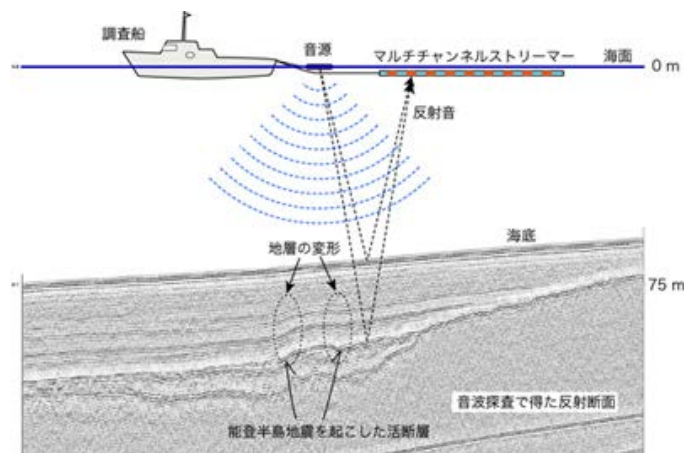 調査船
音源
マルチチャンネルストリーマー
海面
0 m
反射音
海底
地層の変形
75 m
音波探査で得た反射断面
能登半島地震を起こした活断層